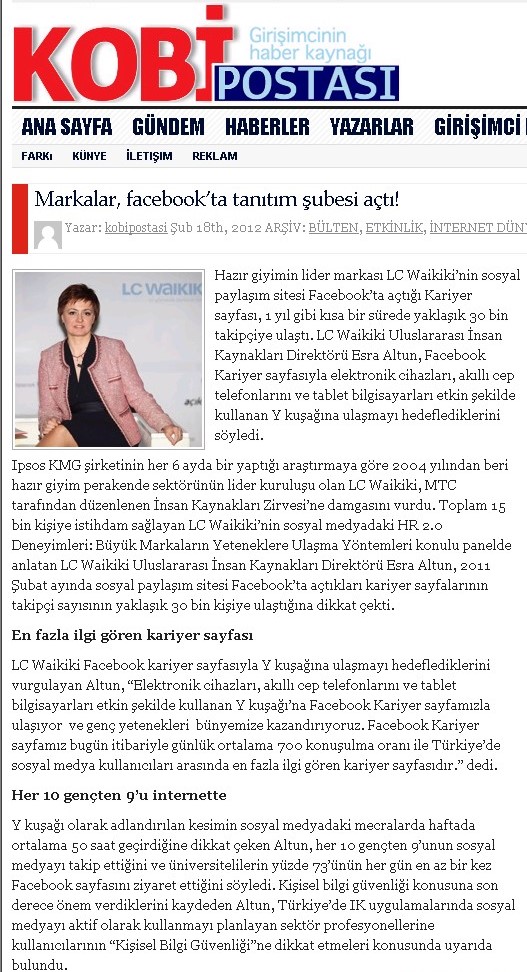 KOBİ
Girişimcinin
haber kaynağı
POSTASI
ANA SAYFA GÜNDEM HABERLER YAZARLAR GİRİŞİMCİ
FARKı KÜNYE İLETIŞIM REKLAM
Markalar, facebook’ta tanıtım şubesi açtı!
Yazar: kobipostasi Şub 18th, 2012 ARŞİV: BÜLTEN, ETKİNLİK, İNTERNET DÜN
LC WAIKIK
Hazır giyimin lider markası LC Waikiki’nin sosyal
paylaşım sitesi Facebook’ta açtığı Kariyer
sayfası, 1 yıl gibi kısa bir sürede yaklaşık 30 bin
takipçiye ulaştı. LC Waikiki Uluslararası İnsan
Kaynakları Direktörü Esra Altun, Facebook
Kariyer sayfasıyla elektronik cihazları, akıllı cep
telefonlarını ve tablet bilgisayarları etkin şekilde
kullanan Y kuşağına ulaşmayı hedeflediklerini
söyledi.
Ipsos KMG şirketinin her 6 ayda bir yaptığı araştırmaya göre 2004 yılından beri
hazır giyim perakende sektörünün lider kuruluşu olan LC Waikiki, MTC
tarafından düzenlenen İnsan Kaynakları Zirvesi’ne damgasını vurdu. Toplam 15
bin kişiye istihdam sağlayan LC Waikiki’nin sosyal medyadaki HR 2.0
Deneyimleri: Büyük Markaların Yeteneklere Ulaşma Yöntemleri konulu panelde
anlatan LC Waikiki Uluslararası İnsan Kaynakları Direktörü Esra Altun, 2011
Şubat ayında sosyal paylaşım sitesi Facebook’ta açtıkları kariyer sayfalarının
takipçi sayısının yaklaşık 30 bin kişiye ulaştığına dikkat çekti.
En fazla ilgi gören kariyer sayfası
LC Waikiki Facebook kariyer sayfasıyla Y kuşağına ulaşmayı hedeflediklerini
vurgulayan Altun, “Elektronik cihazları, akıllı cep telefonlarını ve tablet
bilgisayarları etkin şekilde kullanan Y kuşağı’na Facebook Kariyer sayfamızla
ulaşıyor ve genç yetenekleri bünyemize kazandırıyoruz. Facebook Kariyer
sayfamız bugün itibariyle günlük ortalama 700 konuşulma oranı ile Türkiye’de
sosyal medya kullanıcıları arasında en fazla ilgi gören kariyer sayfasıdır.” dedi.
Her 10 gençten 9’u internette
Y kuşağı olarak adlandırılan kesimin sosyal medyadaki mecralarda haftada
ortalama 50 saat geçirdiğine dikkat çeken Altun, her 10 gençten 9’unun sosyal
medyayı takip ettiğini ve üniversitelilerin yüzde 73’ünün her gün en az bir kez
Facebook sayfasını ziyaret ettiğini söyledi. Kişisel bilgi güvenliği konusuna son
derece önem verdiklerini kaydeden Altun, Türkiye’de IK uygulamalarında sosyal
medyayı aktif olarak kullanmayı planlayan sektör profesyonellerine
kullanıcılarının “Kişisel Bilgi Güvenliği”ne dikkat etmeleri konusunda uyarıda
bulundu.